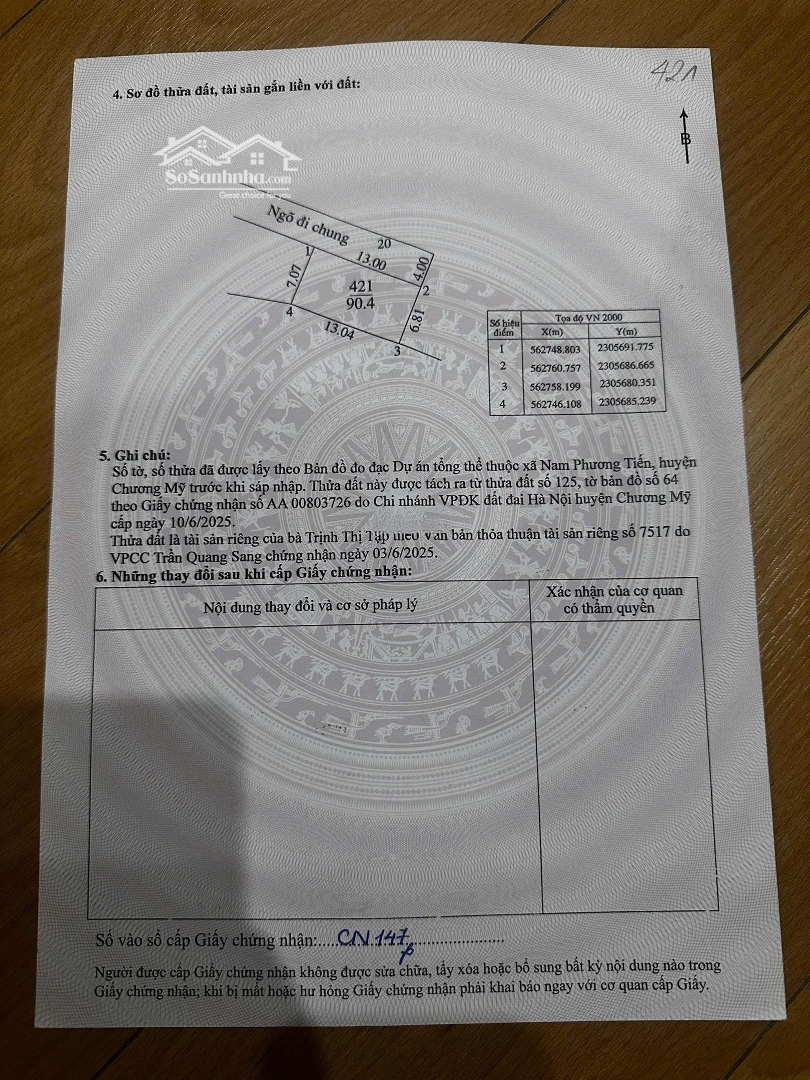 421
4. Sơ đồ thửa đất, tài sản gắn liền với đất:
B
SoSanhnha.com
Great choice for you
Ngõ đi chung
20
13.00
4.00
1
7.07
421
90.4
2
6.81
4
13.04
3
Số hiệu điểm Tọa độ VN 2000
X(m) Y(m)
1 562748.803 2305691.775
2 562760.757 2305686.665
3 562758.199 2305680.351
4 562746.108 2305685.239
5. Ghi chú:
Số tờ, số thửa đã được lấy theo Bản đồ đo đạc Dự án tổng thể thuộc xã Nam Phương Tiến, huyện
Chương Mỹ trước khi sáp nhập. Thửa đất này được tách ra từ thửa đất số 125, tờ bản đồ số 64
theo Giấy chứng nhận số AA 00803726 do Chi nhánh VPĐK đất đai Hà Nội huyện Chương Mỹ
cấp ngày 10/6/2025.
Thửa đất là tài sản riêng của bà Trịnh Thị văn bản thỏa thuận tài sản riêng số 7517 do
VPCC Trần Quang Sang chứng nhận ngày 03/6/2025.
6. Những thay đổi sau khi cấp Giấy chứng nhận:
Nội dung thay đổi và cơ sở pháp lý
Xác nhận của cơ quan
có thẩm quyền
Số vào sổ cấp Giấy chứng nhận:.....CN.147......................
Người được cấp Giấy chứng nhận không được sửa chữa, tẩy xóa hoặc bổ sung bất kỳ nội dung nào trong
Giấy chứng nhận; khi bị mất hoặc hư hỏng Giấy chứng nhận phải khai báo ngay với cơ quan cấp Giấy.